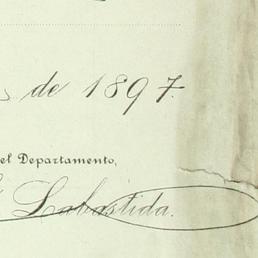 de 1897.
el Departamento,
Labastida.